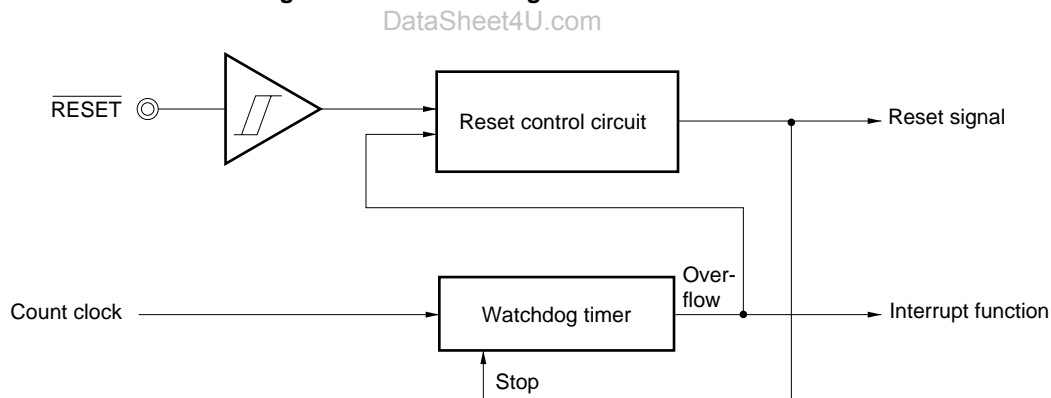 DataSheet4U.com
RESET
Reset control circuit
Reset signal
Over-
flow
Count clock
Watchdog timer
Interrupt function
Stop